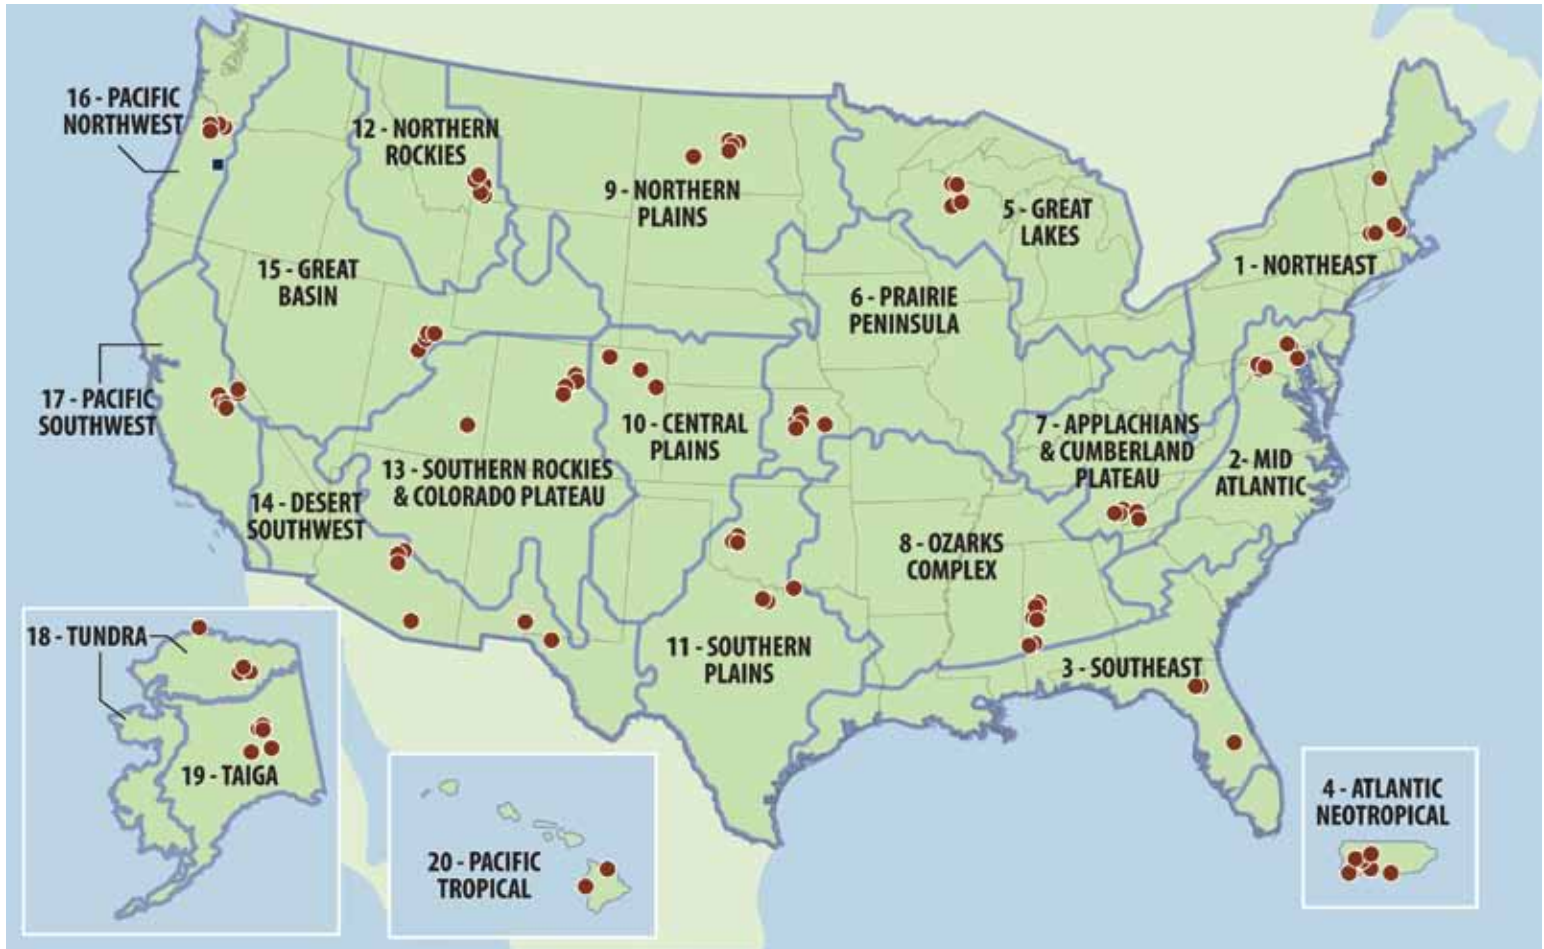 16 - PACIFIC
NORTHWEST
12 - NORTHERN
ROCKIES
9 - NORTHERN
PLAINS
5 - GREAT
LAKES
1 - NORTHEAST
15 - GREAT
BASIN
6 - PRAIRIE
PENINSULA
17 - PACIFIC
SOUTHWEST
10 - CENTRAL
PLAINS
7 - APPLACHIANS
& CUMBERLAND
PLATEAU
2- MID
ATLANTIC
13 - SOUTHERN ROCKIES
& COLORADO PLATEAU
14 - DESERT
SOUTHWEST
8 - OZARKS
COMPLEX
11 - SOUTHERN
PLAINS
3 - SOUTHEAST
18 - TUNDRA
19 - TAIGA
20 - PACIFIC
TROPICAL
4 - ATLANTIC
NEOTROPICAL